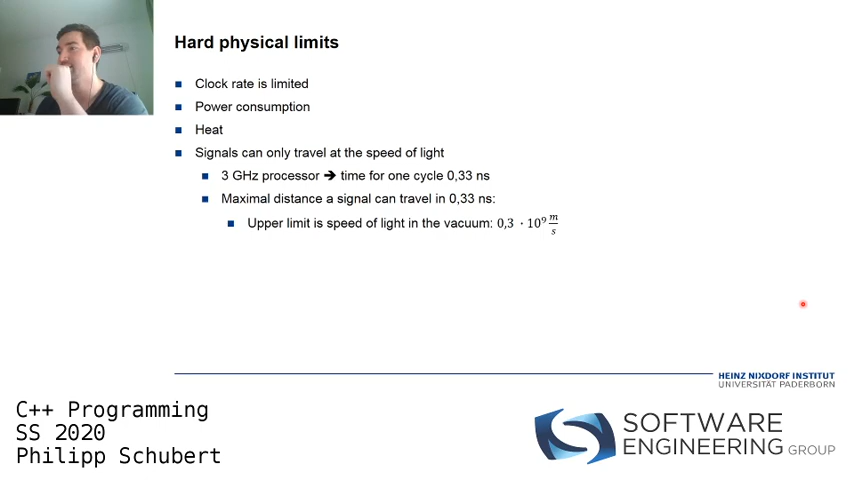 Hard physical limits
Clock rate is limited
Power consumption
Heat
Signals can only travel at the speed of light
3 GHz processor ➔ time for one cycle 0,33 ns
Maximal distance a signal can travel in 0,33 ns:
Upper limit is speed of light in the vacuum: 0,3 · 10⁹ m/s
HEINZ NIXDORF INSTITUT
UNIVERSITÄT PADERBORN
C++ Programming
SS 2020
Philipp Schubert
SOFTWARE
ENGINEERING GROUP